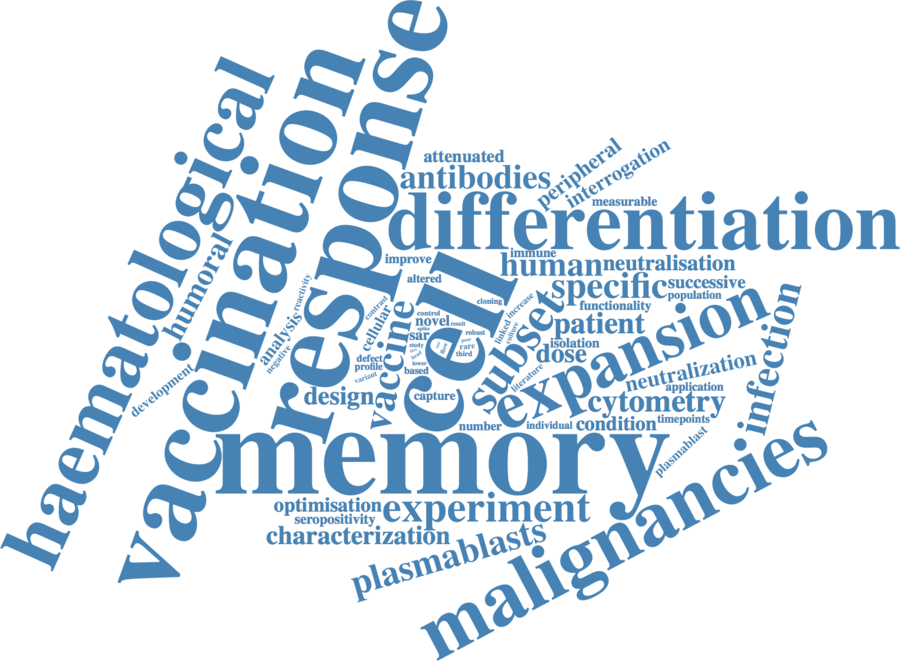 haematological
vaccination
response
humoral
development
attenuated
antibodies
peripheral
interrogation
measurable
differentiation
improve
immune
human
neutralisation
altered
cell
specific
successive
population
cloning
functionality
reactivity
contrast
cellular
analysis
negative
vaccine
control
novel
result
spike
sar
robust
study
rare
third
lower
based
defect
profile
variant
linked
increase
culture
subset
patient
isolation
dose
literature
expansion
neutralization
application
infection
design
capture
cytometry
number
individual
condition
timepoints
plasmablast
memory
optimisation
seropositivity
experiment
characterization
plasmablasts
malignancies